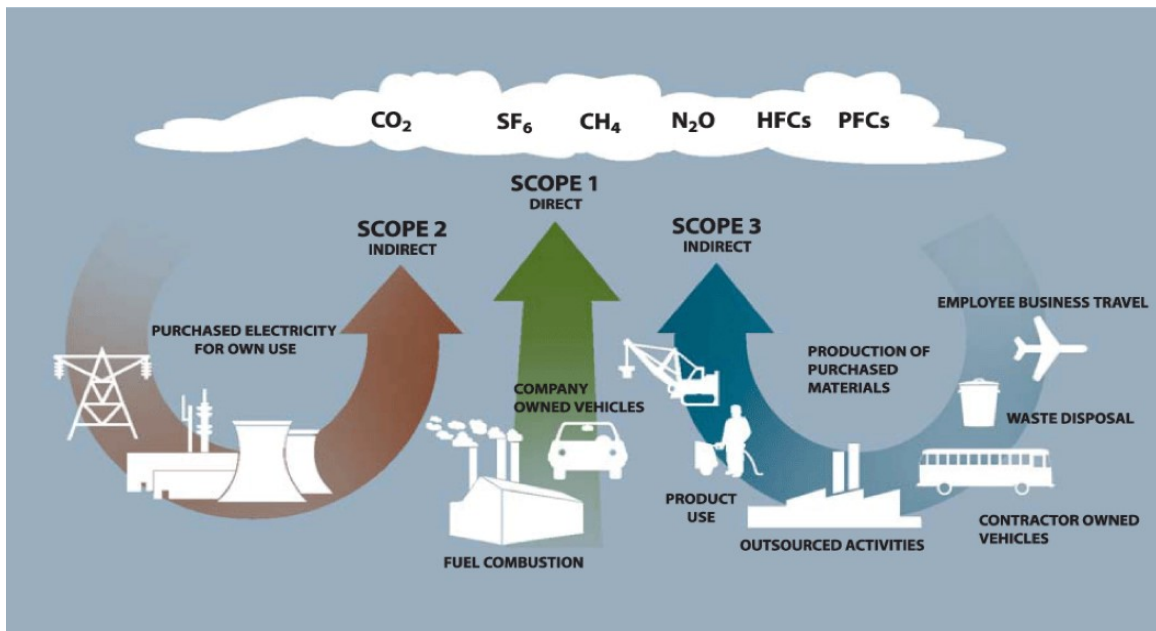 CO₂ SF₆ CH₄ N₂O HFCs PFCs
SCOPE 1
DIRECT
SCOPE 2
INDIRECT
SCOPE 3
INDIRECT
PURCHASED ELECTRICITY
FOR OWN USE
COMPANY
OWNED VEHICLES
FUEL COMBUSTION
EMPLOYEE BUSINESS TRAVEL
PRODUCTION OF
PURCHASED
MATERIALS
WASTE DISPOSAL
PRODUCT
USE
OUTSOURCED ACTIVITIES
CONTRACTOR OWNED
VEHICLES